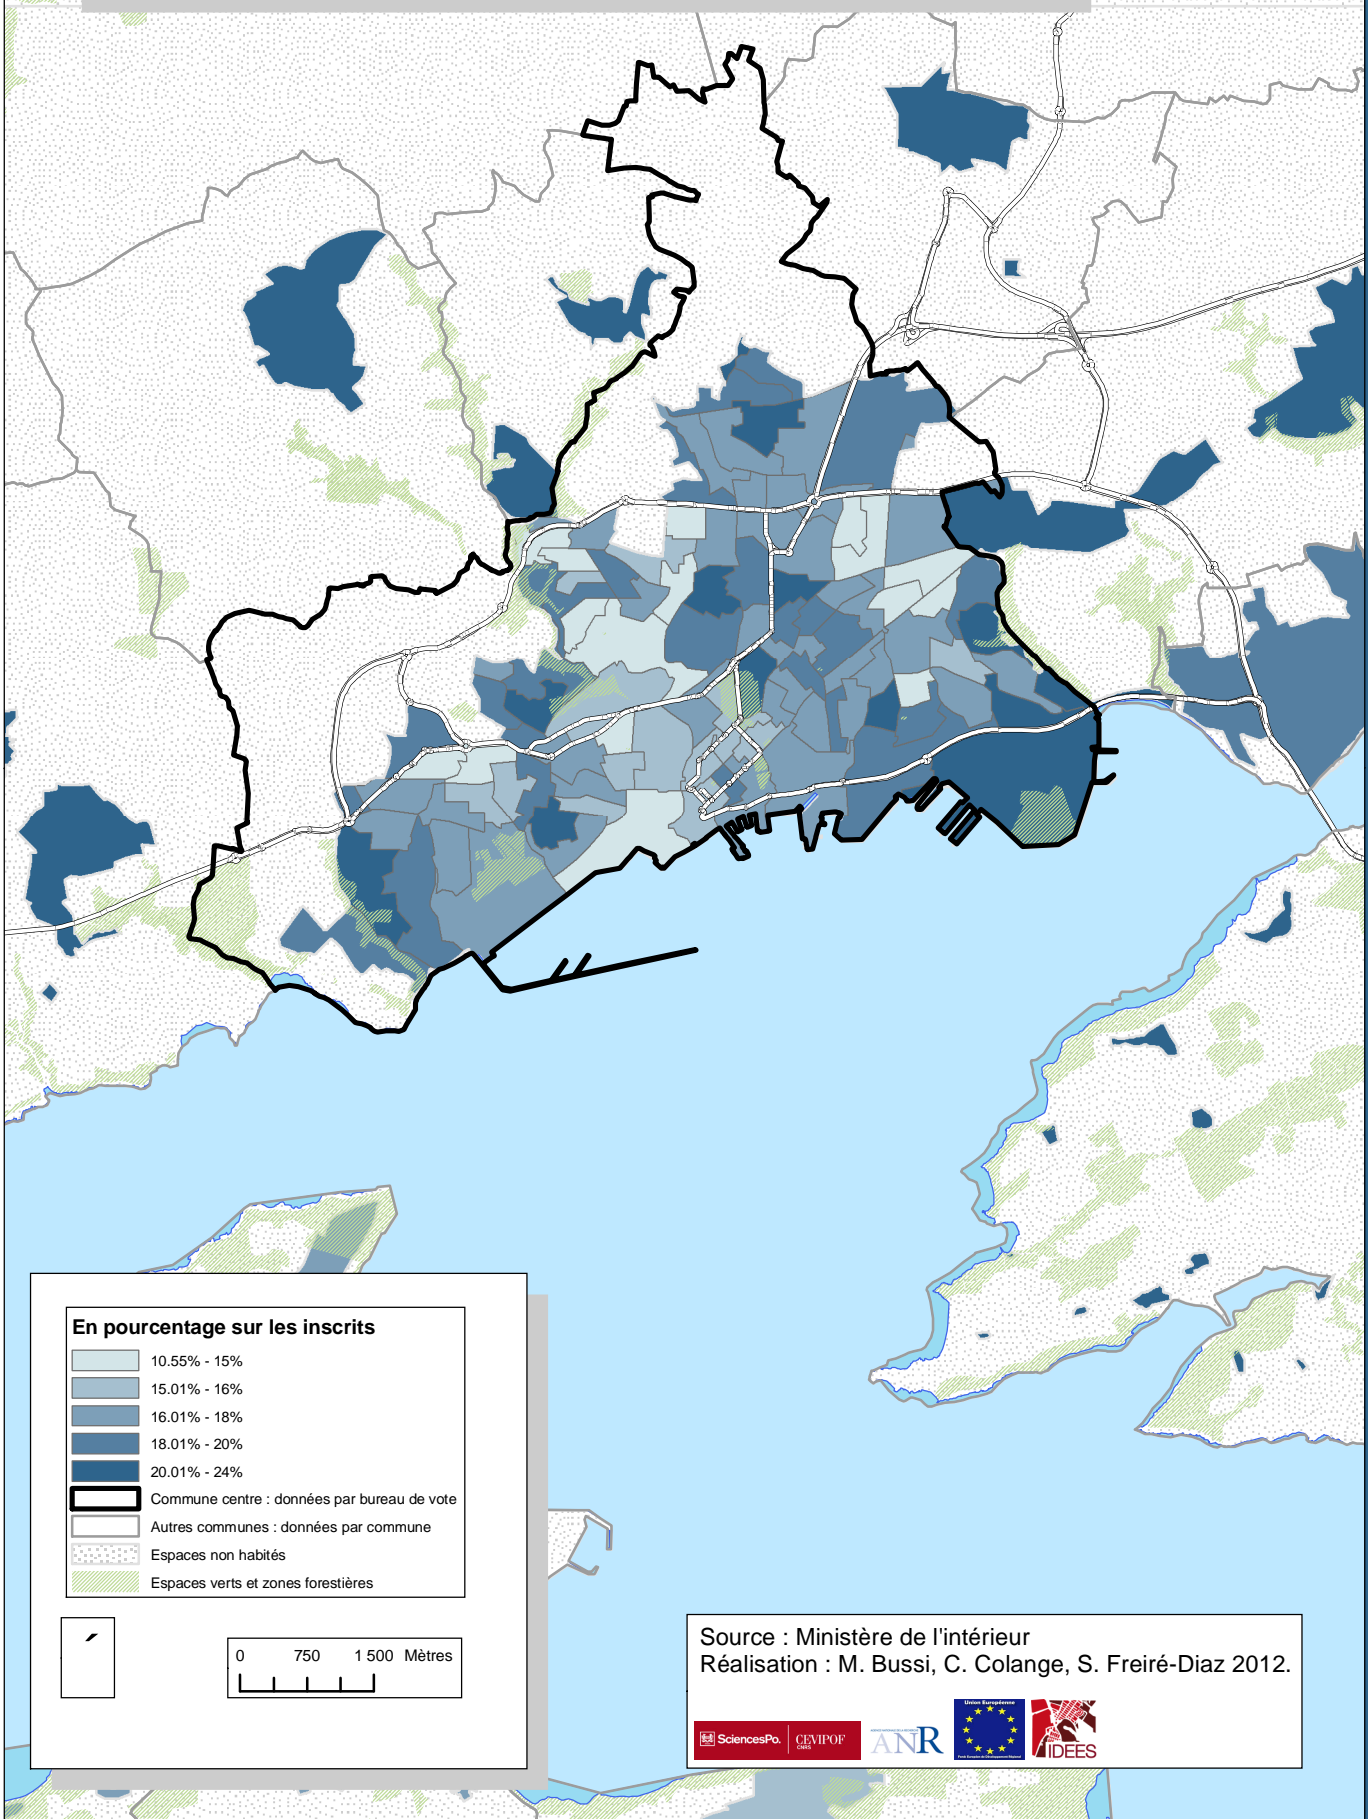 En pourcentage sur les inscrits
10.55% - 15%
15.01% - 16%
16.01% - 18%
18.01% - 20%
20.01% - 24%
Commune centre : données par bureau de vote
Autres communes : données par commune
Espaces non habités
Espaces verts et zones forestières
0 750 1 500 Mètres
Source : Ministère de l'intérieur
Réalisation : M. Bussi, C. Colange, S. Freiré-Diaz 2012.
SciencesPo.
CEVIPOF
CNRS
ANR
Union Européenne
IDEES